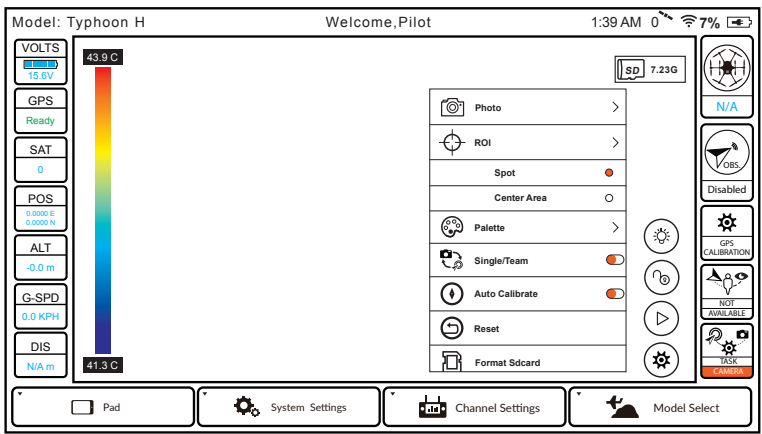 Model: Typhoon H
Welcome,Pilot
1:39 AM 0 7%
VOLTS
15.6V
GPS
Ready
SAT
0
POS
0.0000 E
0.0000 N
ALT
-0.0 m
G-SPD
0.0 KPH
DIS
N/A m
43.9 C
41.3 C
SD 7.23G
Photo
ROI
Spot
Center Area
Palette
Single/Team
Auto Calibrate
Reset
Format Sdcard
N/A
OBS.
Disabled
GPS
CALIBRATION
NOT
AVAILABLE
TASK
CAMERA
Pad
System Settings
Channel Settings
Model Select